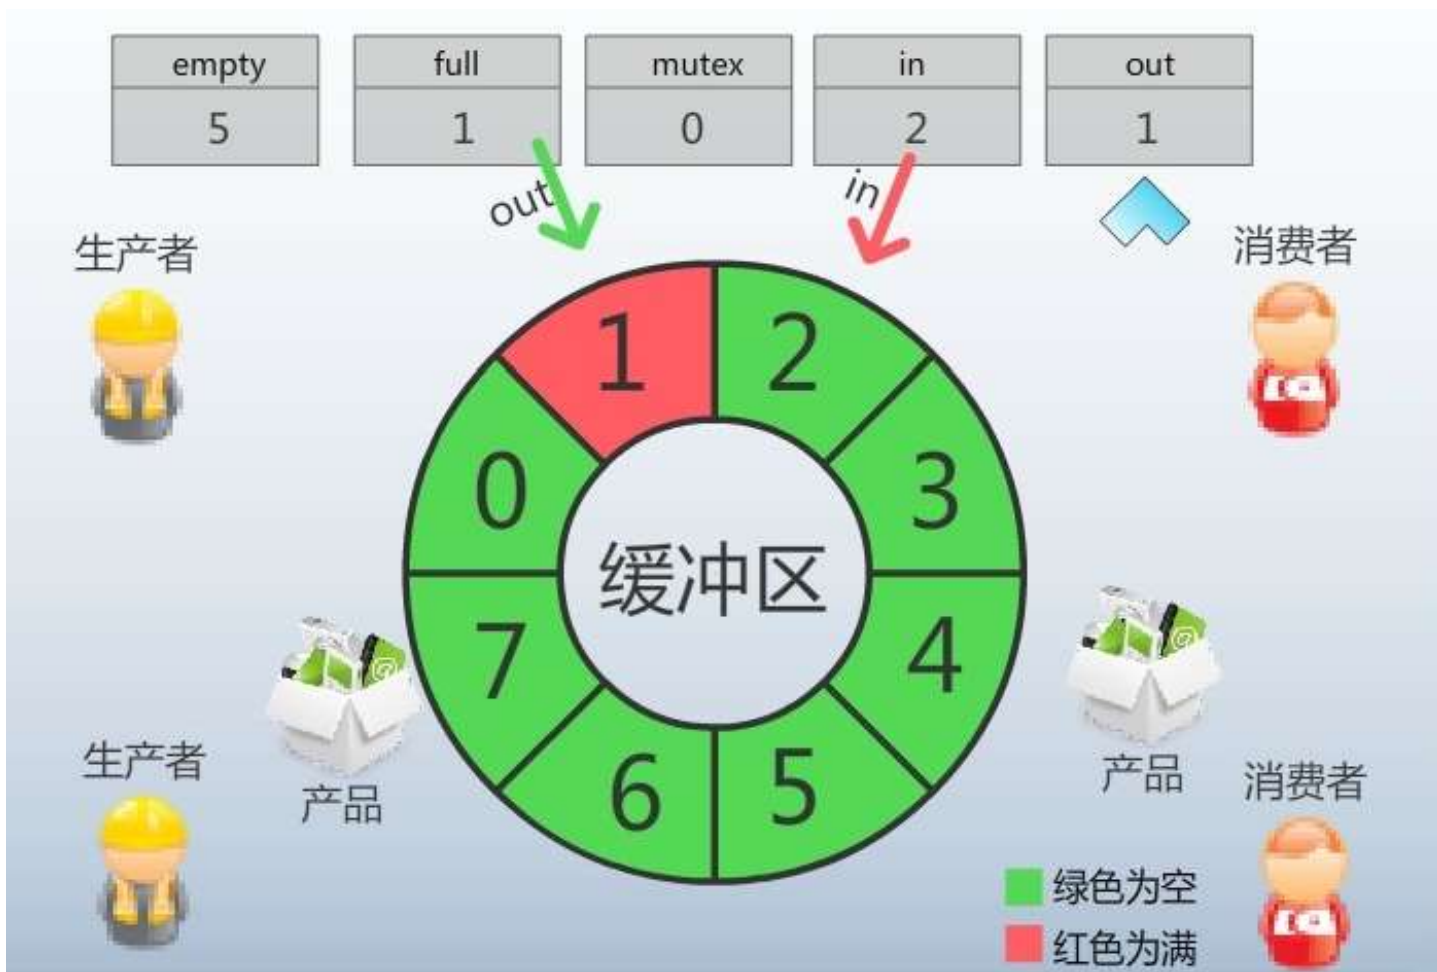 empty full mutex in out
5 1 0 2 1
out in
生产者 消费者
1 2
0 3
缓冲区
7 4
6 5
产品 产品
生产者 消费者
绿色为空
红色为满